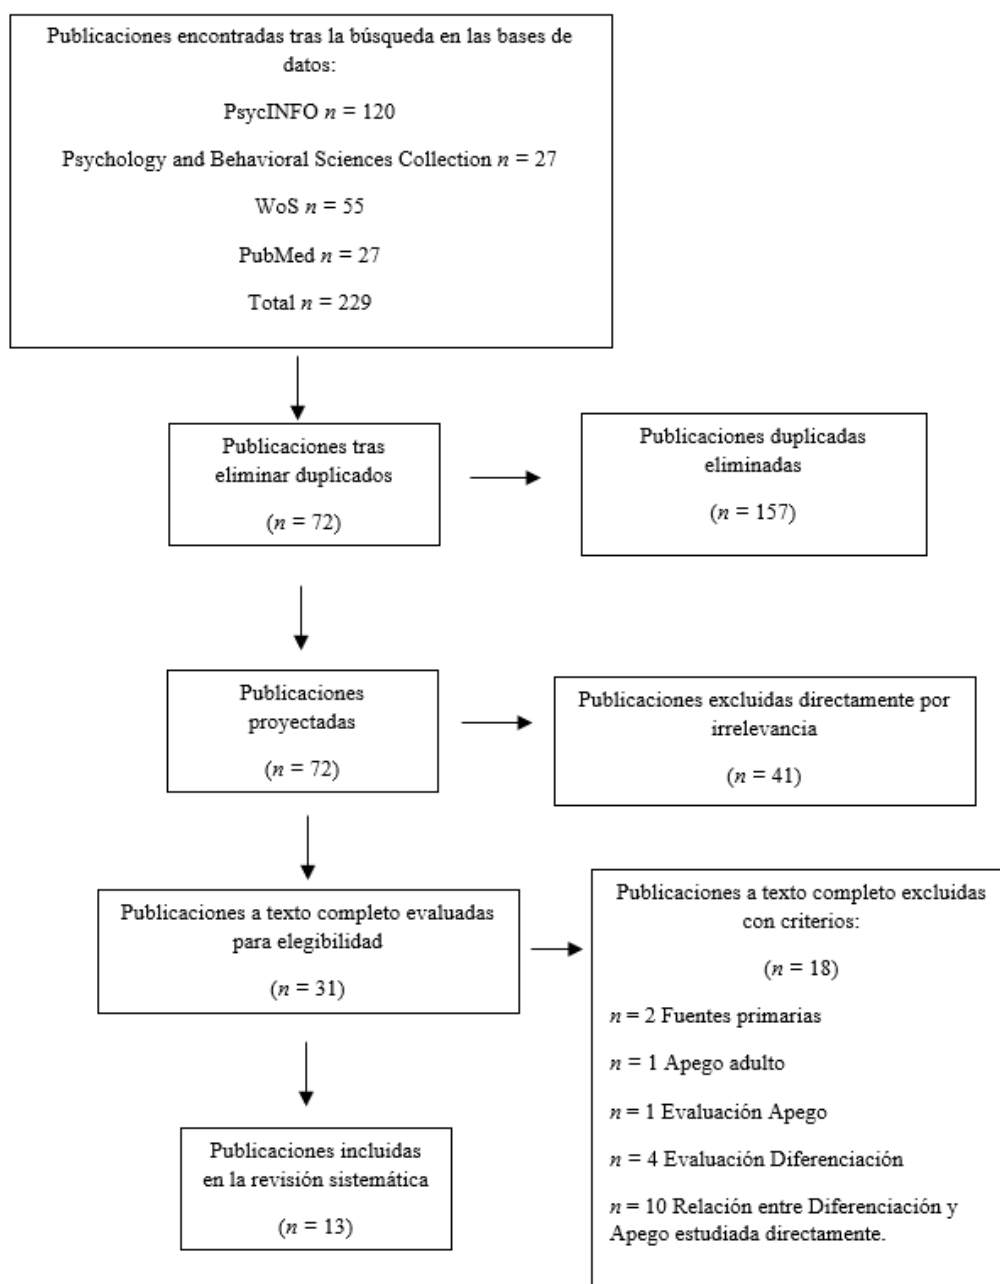 Publicaciones encontradas tras la búsqueda en las bases de
datos:
PsycINFO n = 120
Psychology and Behavioral Sciences Collection n = 27
WoS n = 55
PubMed n = 27
Total n = 229
Publicaciones tras
eliminar duplicados
(n = 72)
Publicaciones duplicadas
eliminadas
(n = 157)
Publicaciones
proyectadas
(n = 72)
Publicaciones excluidas directamente por
irrelevancia
(n = 41)
Publicaciones a texto completo evaluadas
para elegibilidad
(n = 31)
Publicaciones a texto completo excluidas
con criterios:
(n = 18)
n = 2 Fuentes primarias
n = 1 Apego adulto
n = 1 Evaluación Apego
n = 4 Evaluación Diferenciación
n = 10 Relación entre Diferenciación y
Apego estudiada directamente.
Publicaciones incluidas
en la revisión sistemática
(n = 13)